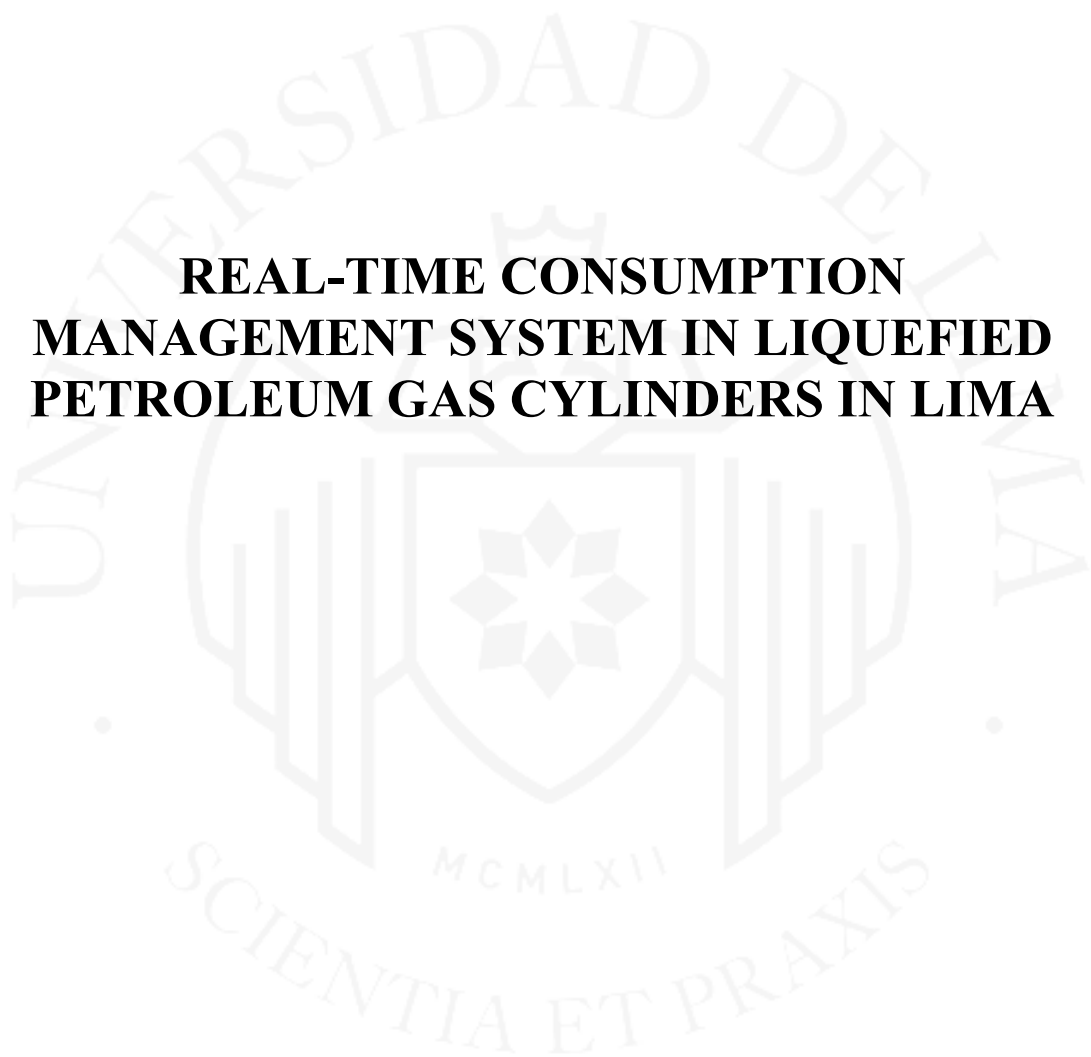 UNIVERSIDAD DE LIMA
REAL-TIME CONSUMPTION
MANAGEMENT SYSTEM IN LIQUEFIED
PETROLEUM GAS CYLINDERS IN LIMA
MCMLXII
SCIENTIA ET PRAXIS